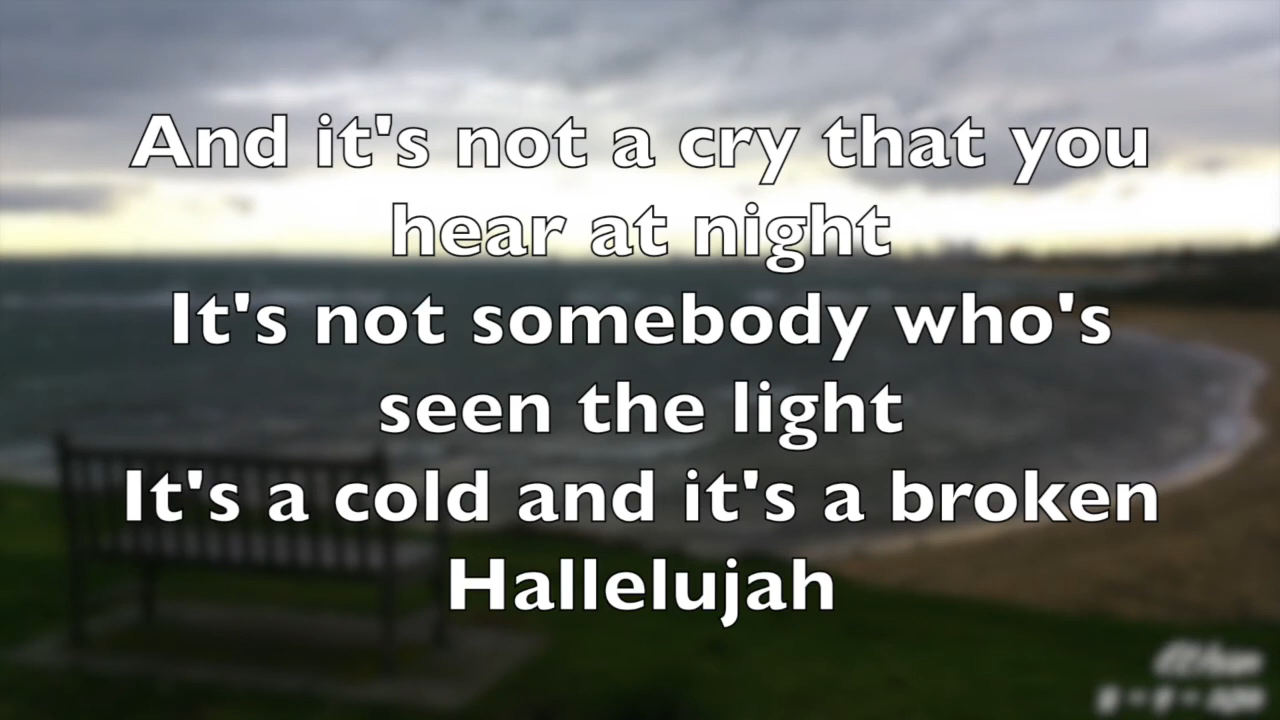 And it's not a cry that you
hear at night
It's not somebody who's
seen the light
It's a cold and it's a broken
Hallelujah